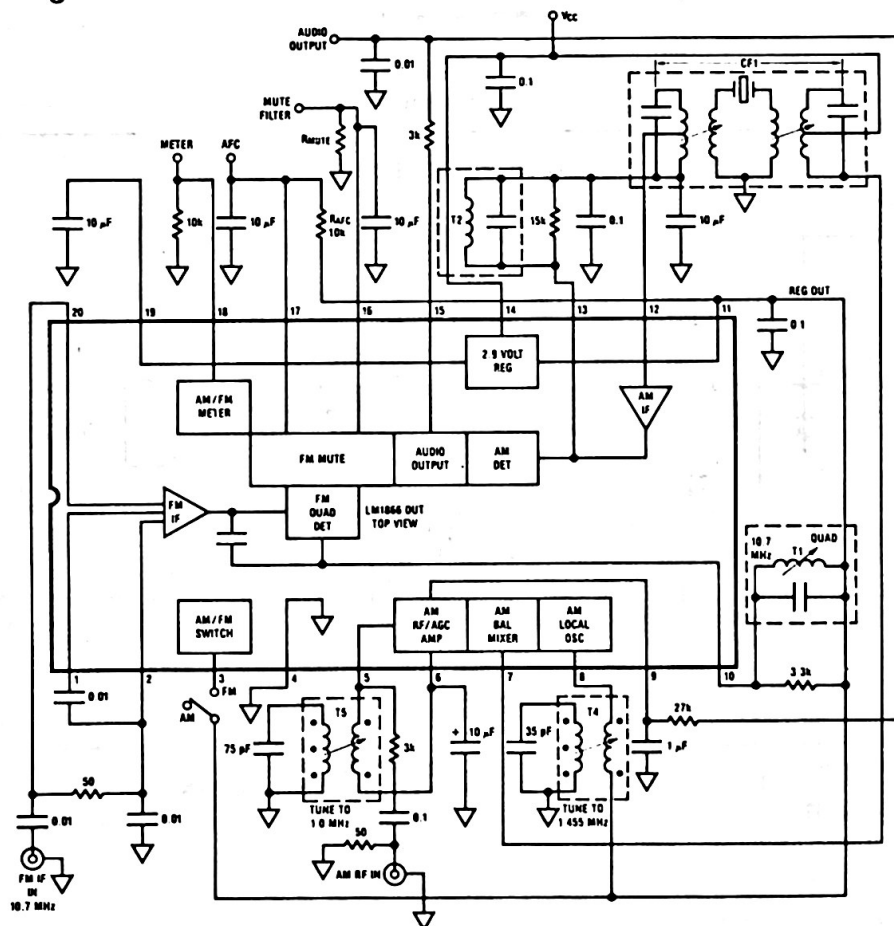 g
VCC
AUDIO
OUTPUT
0.01
0.1
CF1
MUTE
FILTER
RMUTE
3k
METER
AFC
10 µF
10k
10 µF
RAFC
10k
10 µF
T2
15k
0.1
10 µF
REG OUT
0.1
20
19
18
17
16
15
14
13
12
11
2.9 VOLT
REG
AM/FM
METER
AM
IF
FM MUTE
AUDIO
OUTPUT
AM
DET
FM
IF
FM
QUAD
DET
LM1866 OUT
TOP VIEW
10.7
MHz
T1
QUAD
AM/FM
SWITCH
AM
RF/AGC
AMP
AM
BAL
MIXER
AM
LOCAL
OSC
1
2
3
4
5
6
7
8
9
10
0.01
FM
AM
T5
75 pF
3k
+
10 µF
T4
35 pF
27k
1 µF
3.3k
TUNE TO
1 0 MHz
TUNE TO
1 455 MHz
50
0.01
0.01
0.1
50
FM IF
IN
10.7 MHz
AM RF IN